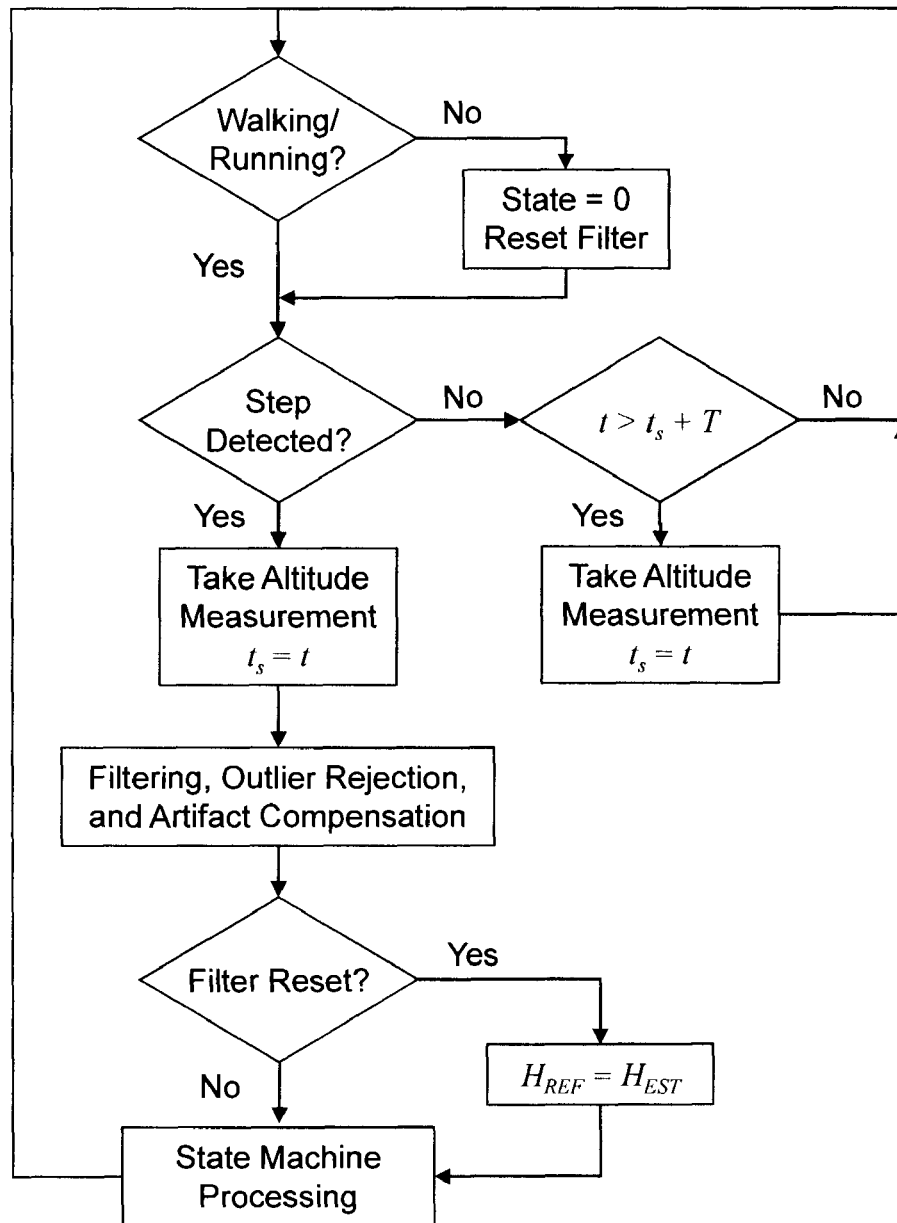 Walking/
Running?
No
State = 0
Reset Filter
Yes
Step
Detected?
No
t > t_s + T
No
Yes
Take Altitude
Measurement
t_s = t
Yes
Take Altitude
Measurement
t_s = t
Filtering, Outlier Rejection,
and Artifact Compensation
Filter Reset?
Yes
H_REF = H_EST
No
State Machine
Processing